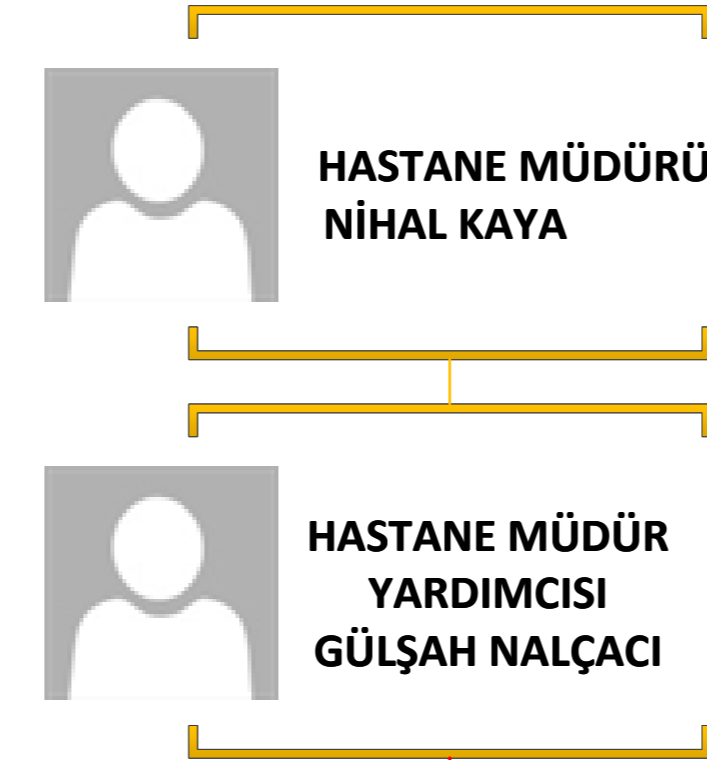 HASTANE MÜDÜRÜ
NİHAL KAYA
HASTANE MÜDÜR
YARDIMCISI
GÜLŞAH NALÇACI